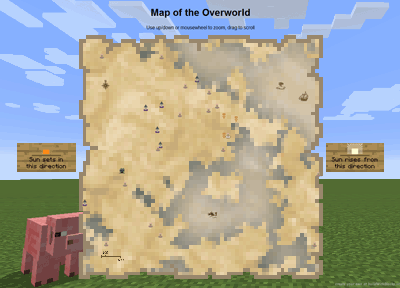 Map of the Overworld
Use up/down or mousewheel to zoom, drag to scroll
Sun sets in
this direction
Sun rises from
this direction